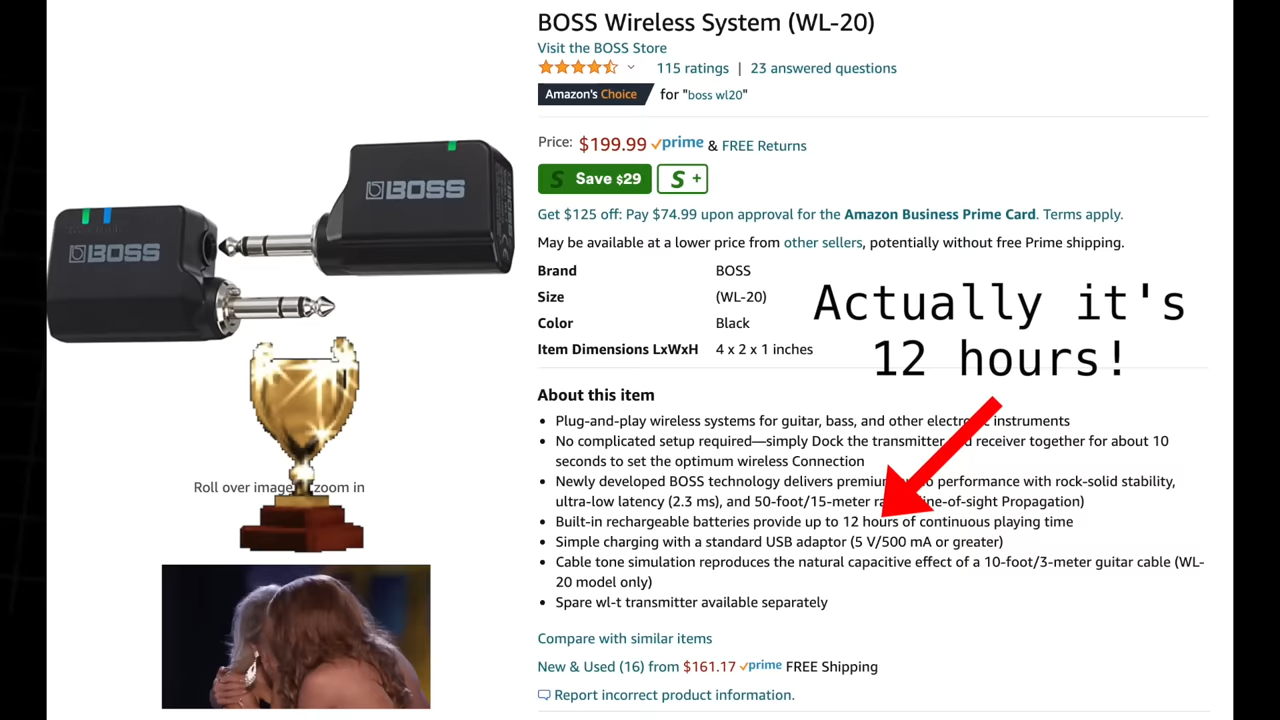 BOSS Wireless System (WL-20)
Visit the BOSS Store
115 ratings | 23 answered questions
Amazon's Choice for "boss wl20"
Price: $199.99 prime & FREE Returns
S Save $29 S +
Get $125 off: Pay $74.99 upon approval for the Amazon Business Prime Card. Terms apply.
May be available at a lower price from other sellers, potentially without free Prime shipping.
Brand BOSS
Size (WL-20)
Color Black
Item Dimensions LxWxH 4 x 2 x 1 inches
Actually it's
12 hours!
About this item
• Plug-and-play wireless systems for guitar, bass, and other instruments
• No complicated setup required—simply Dock the transmitter receiver together for about 10
seconds to set the optimum wireless Connection
• Newly developed BOSS technology delivers performance with rock-solid stability,
ultra-low latency (2.3 ms), and 50-foot/15-meter Propagation)
• Built-in rechargeable batteries provide up to 12 hours of continuous playing time
• Simple charging with a standard USB adaptor (5 V/500 mA or greater)
• Cable tone simulation reproduces the natural capacitive effect of a 10-foot/3-meter guitar cable (WL-
20 model only)
• Spare wl-t transmitter available separately
Compare with similar items
New & Used (16) from $161.17 prime FREE Shipping
Report incorrect product information.
BOSS
BOSS
Roll over image zoom in